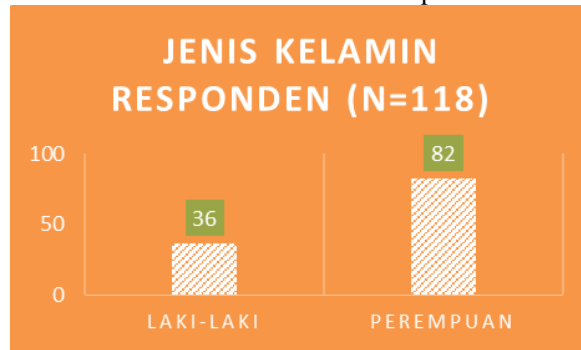 JENIS KELAMIN
RESPONDEN (N=118)
100
82
50
36
0
LAKI-LAKI PEREMPUAN